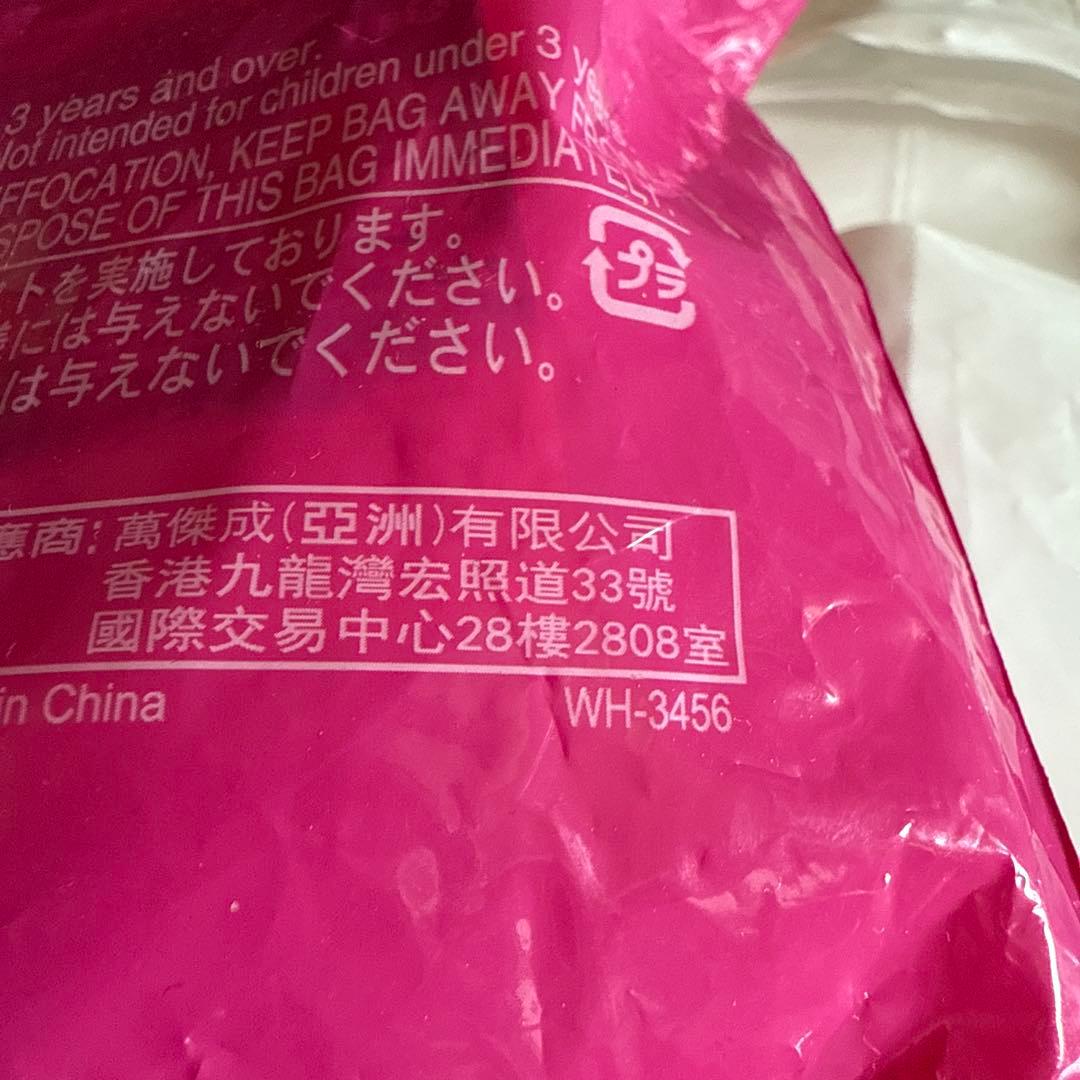 3 years and over.
Not intended for children under 3
FFOCATION, KEEP BAG AWAY
SPOSE OF THIS BAG IMMEDIATELY.
トを実施しております。
には与えないでください。
は与えないでください。
プラ
應商: 萬傑成(亞洲)有限公司
香港九龍灣宏照道33號
國際交易中心28樓2808室
in China
WH-3456